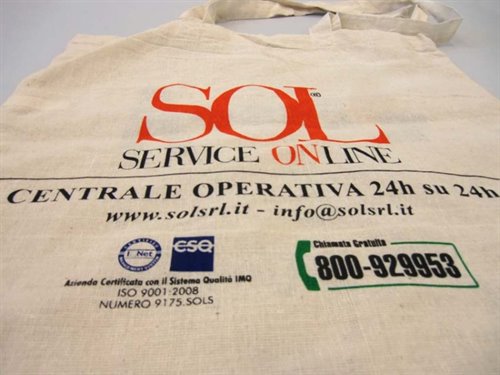 SOL®
SERVICE ON LINE
CENTRALE OPERATIVA 24h su 24h
www.solsrl.it - info@solsrl.it
CSQ
Chiamata Gratuita
800-929953
Net
Azienda Certificata con il Sistema Qualità IMQ
ISO 9001-2008
NUMERO 9175.SOLS